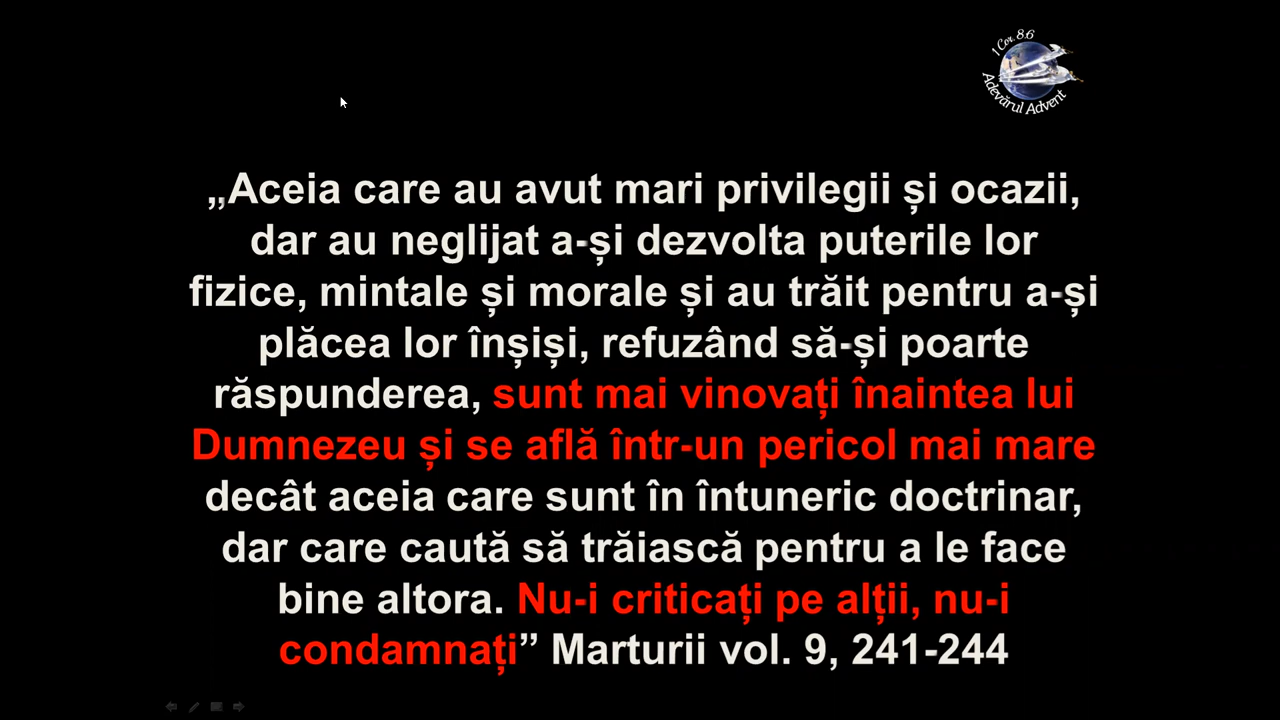 1 Cor. 8.6
Adevărul Advent
„Aceia care au avut mari privilegii și ocazii,
dar au neglijat a-și dezvolta puterile lor
fizice, mintale și morale și au trăit pentru a-și
plăcea lor înșiși, refuzând să-și poarte
răspunderea, sunt mai vinovați înaintea lui
Dumnezeu și se află într-un pericol mai mare
decât aceia care sunt în întuneric doctrinar,
dar care caută să trăiască pentru a le face
bine altora. Nu-i criticați pe alții, nu-i
condamnați” Marturii vol. 9, 241-244